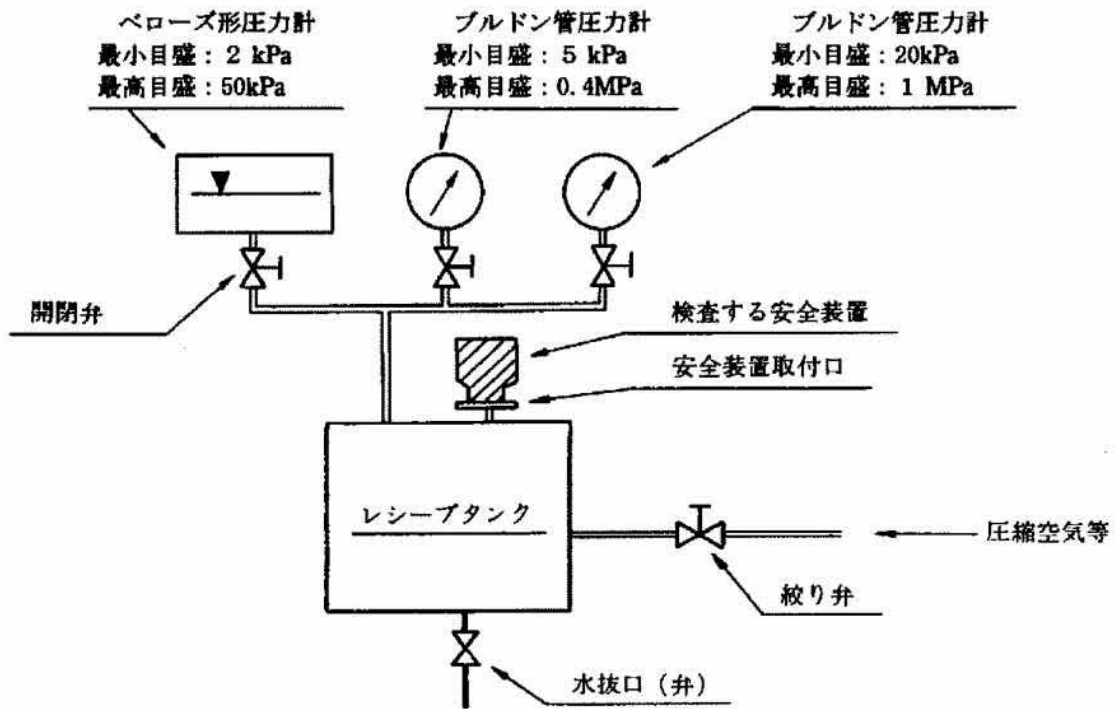 ベローズ形圧力計
最小目盛：2 kPa
最高目盛：50kPa
ブルドン管圧力計
最小目盛：5 kPa
最高目盛：0.4MPa
ブルドン管圧力計
最小目盛：20kPa
最高目盛：1 MPa
開閉弁
検査する安全装置
安全装置取付口
レシーブタンク
圧縮空気等
絞り弁
水抜口（弁）